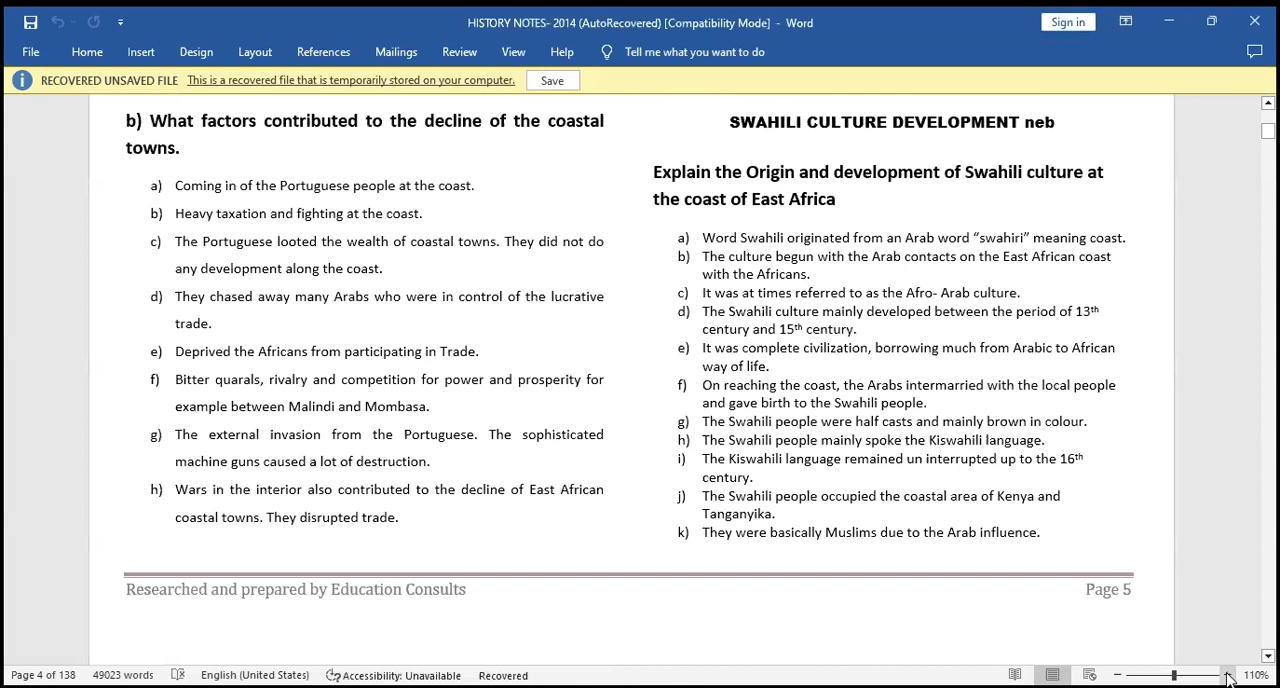 HISTORY NOTES- 2014 (AutoRecovered) [Compatibility Mode] - Word
Sign in
File Home Insert Design Layout References Mailings Review View Help Tell me what you want to do
RECOVERED UNSAVED FILE This is a recovered file that is temporarily stored on your computer. Save
b) What factors contributed to the decline of the coastal
towns.
a) Coming in of the Portuguese people at the coast.
b) Heavy taxation and fighting at the coast.
c) The Portuguese looted the wealth of coastal towns. They did not do
any development along the coast.
d) They chased away many Arabs who were in control of the lucrative
trade.
e) Deprived the Africans from participating in Trade.
f) Bitter quarals, rivalry and competition for power and prosperity for
example between Malindi and Mombasa.
g) The external invasion from the Portuguese. The sophisticated
machine guns caused a lot of destruction.
h) Wars in the interior also contributed to the decline of East African
coastal towns. They disrupted trade.
SWAHILI CULTURE DEVELOPMENT neb
Explain the Origin and development of Swahili culture at
the coast of East Africa
a) Word Swahili originated from an Arab word “swahiri” meaning coast.
b) The culture begun with the Arab contacts on the East African coast
with the Africans.
c) It was at times referred to as the Afro- Arab culture.
d) The Swahili culture mainly developed between the period of 13th
century and 15th century.
e) It was complete civilization, borrowing much from Arabic to African
way of life.
f) On reaching the coast, the Arabs intermarried with the local people
and gave birth to the Swahili people.
g) The Swahili people were half casts and mainly brown in colour.
h) The Swahili people mainly spoke the Kiswahili language.
i) The Kiswahili language remained un interrupted up to the 16th
century.
j) The Swahili people occupied the coastal area of Kenya and
Tanganyika.
k) They were basically Muslims due to the Arab influence.
Researched and prepared by Education Consults Page 5
Page 4 of 138 49023 words English (United States) Accessibility: Unavailable Recovered 110%